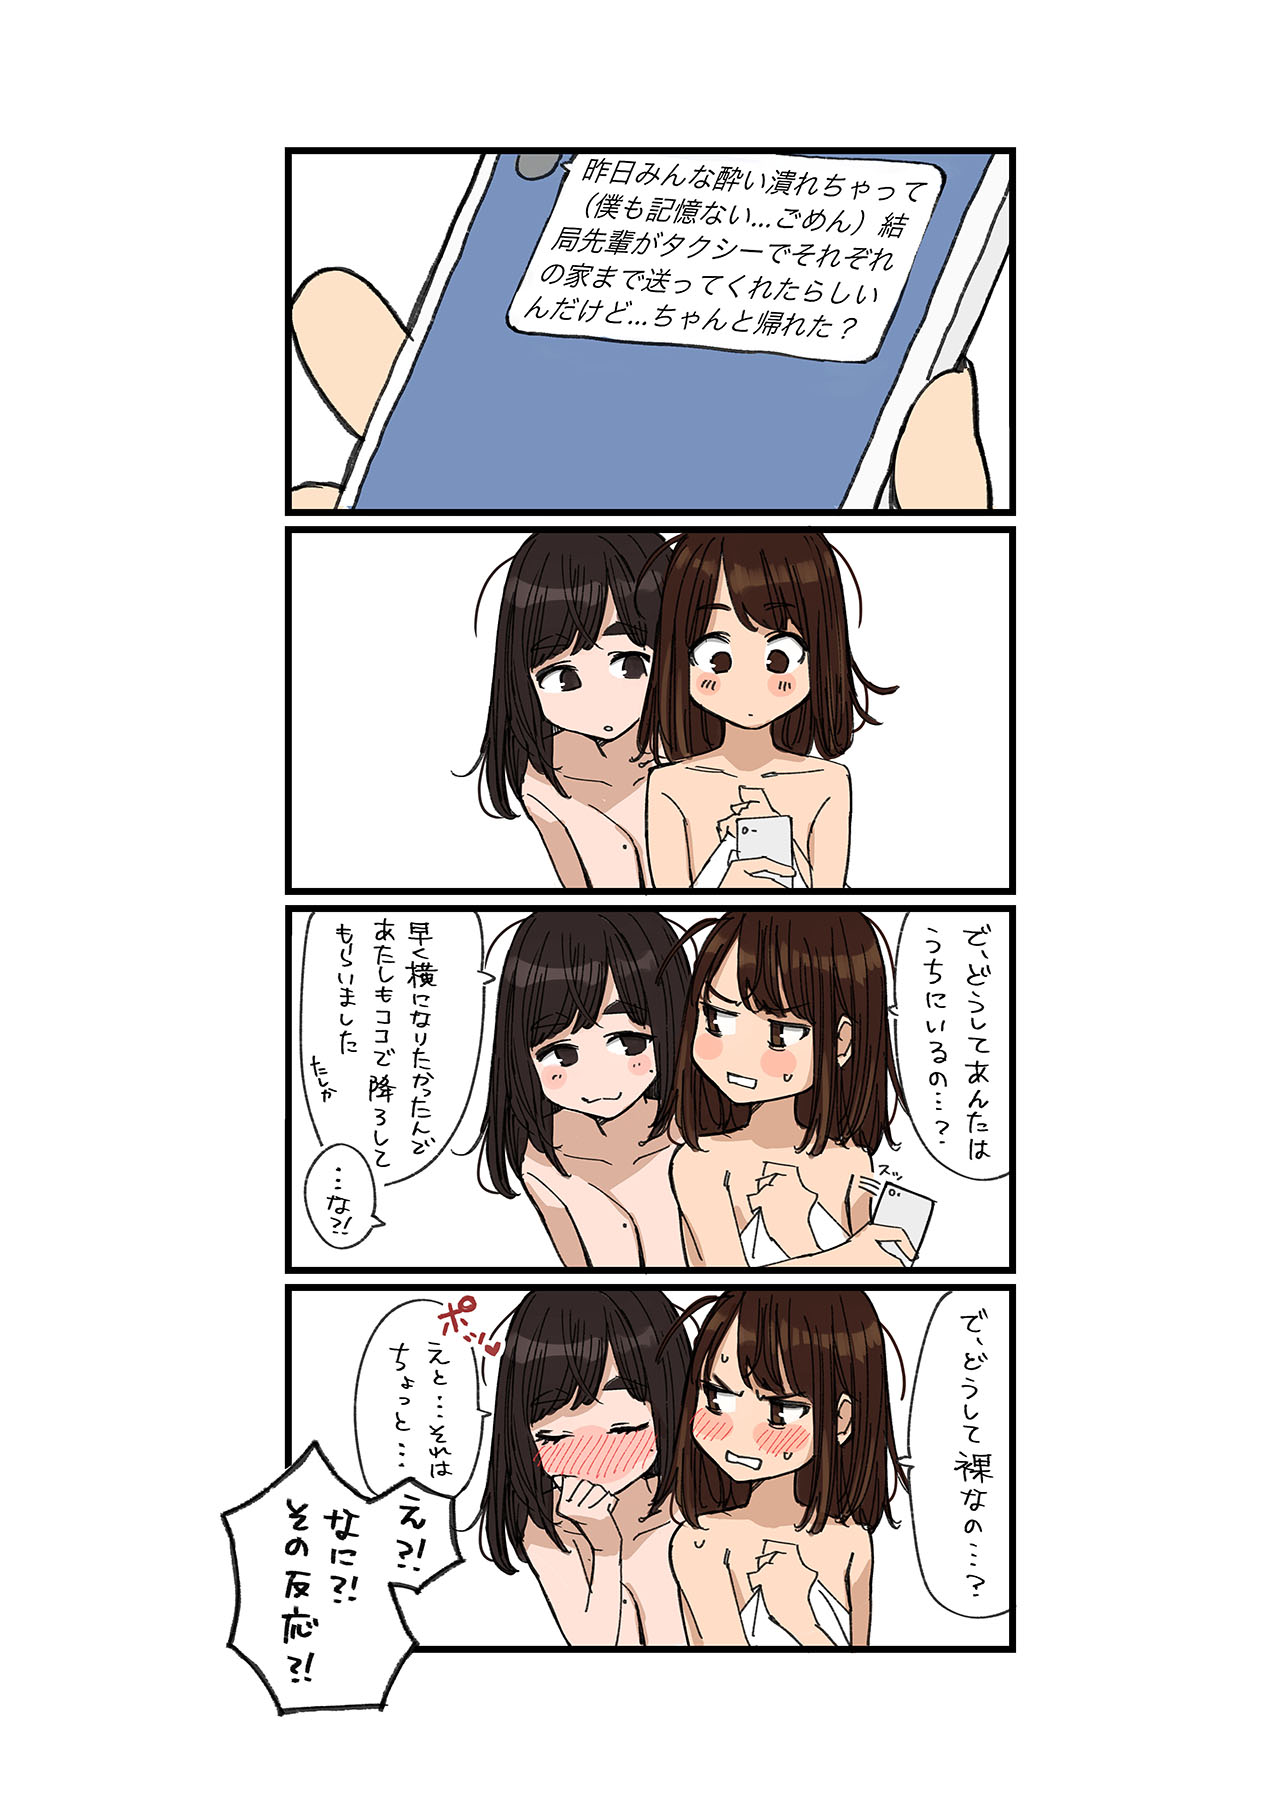 昨日みんな酔い潰れちゃって
（僕も記憶ない…ごめん）結
局先輩がタクシーでそれぞれ
の家まで送ってくれたらしい
んだけど…ちゃんと帰れた？
で、どうしてあんたは
うちにいるの…？
ズッ
早く横になりたかったんで
あたしもココで降ろして
もらいました
たしか
…な?!
で、どうして裸なの…？
ポッ♥
えと…それは
ちょっと…
え?!
なに?!
その反応?!